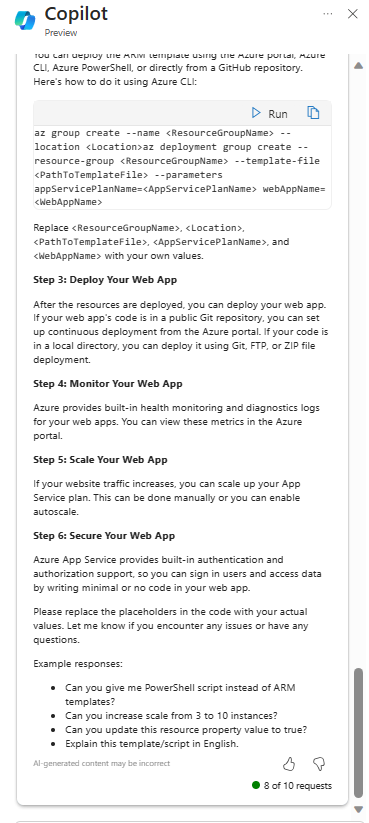 Copilot
Preview
You can deploy the ARM template using the Azure portal, Azure
CLI, Azure PowerShell, or directly from a GitHub repository.
Here's how to do it using Azure CLI:
Run
az group create --name <ResourceGroupName> --
location <Location>az deployment group create --
resource-group <ResourceGroupName> --template-file
<PathToTemplateFile> --parameters
appServicePlanName=<AppServicePlanName> webAppName=
<WebAppName>
Replace <ResourceGroupName>, <Location>,
<PathToTemplateFile>, <AppServicePlanName>, and
<WebAppName> with your own values.
Step 3: Deploy Your Web App
After the resources are deployed, you can deploy your web app.
If your web app's code is in a public Git repository, you can set
up continuous deployment from the Azure portal. If your code is
in a local directory, you can deploy it using Git, FTP, or ZIP file
deployment.
Step 4: Monitor Your Web App
Azure provides built-in health monitoring and diagnostics logs
for your web apps. You can view these metrics in the Azure
portal.
Step 5: Scale Your Web App
If your website traffic increases, you can scale up your App
Service plan. This can be done manually or you can enable
autoscale.
Step 6: Secure Your Web App
Azure App Service provides built-in authentication and
authorization support, so you can sign in users and access data
by writing minimal or no code in your web app.
Please replace the placeholders in the code with your actual
values. Let me know if you encounter any issues or have any
questions.
Example responses:
• Can you give me PowerShell script instead of ARM
templates?
• Can you increase scale from 3 to 10 instances?
• Can you update this resource property value to true?
• Explain this template/script in English.
AI-generated content may be incorrect
8 of 10 requests